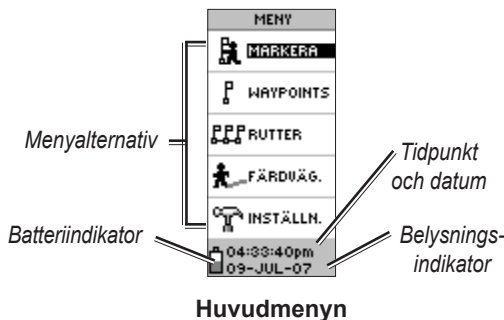 MENY
MARKERA
WAYPOINTS
RUTTER
FÄRDVÄG.
INSTÄLLN.
04:33:40pm
09-JUL-07
Menyalternativ
Batteriindikator
Tidpunkt
och datum
Belysnings-
indikator
Huvudmenyn